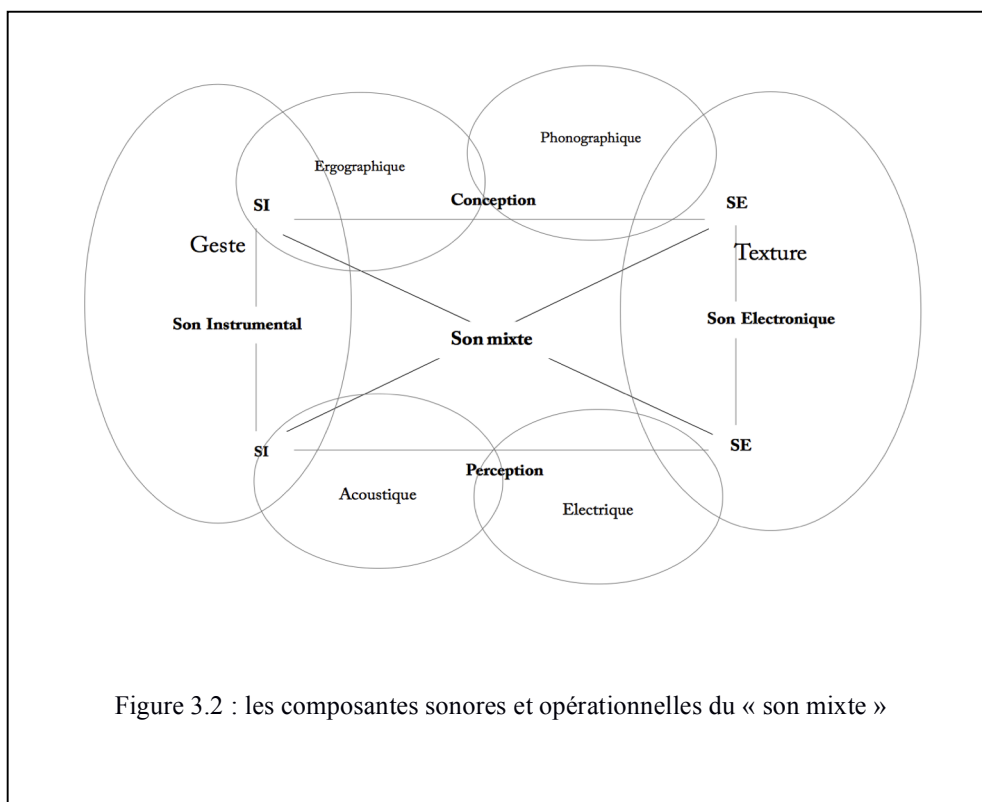 Phonographique
Ergographique
SI
Conception
SE
Geste
Texture
Son Instrumental
Son mixte
Son Electronique
SI
Perception
SE
Acoustique
Electrique
Figure 3.2 : les composantes sonores et opérationnelles du « son mixte »